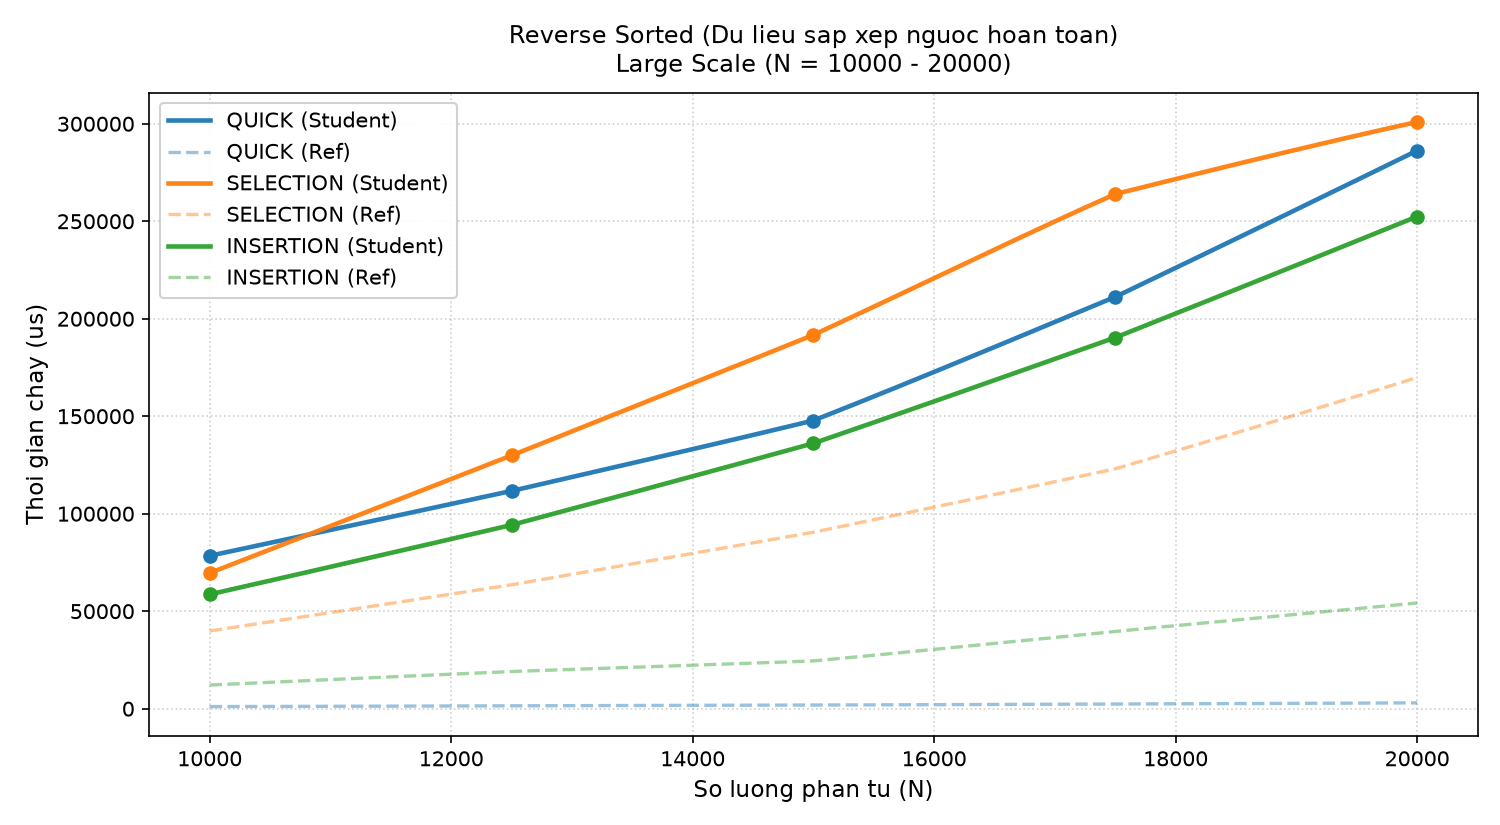 Reverse Sorted (Du lieu sap xep nguoc hoan toan)
Large Scale (N = 10000 - 20000)
QUICK (Student)
QUICK (Ref)
SELECTION (Student)
SELECTION (Ref)
INSERTION (Student)
INSERTION (Ref)
Thoi gian chay (us)
300000
250000
200000
150000
100000
50000
0
10000 12000 14000 16000 18000 20000
So luong phan tu (N)